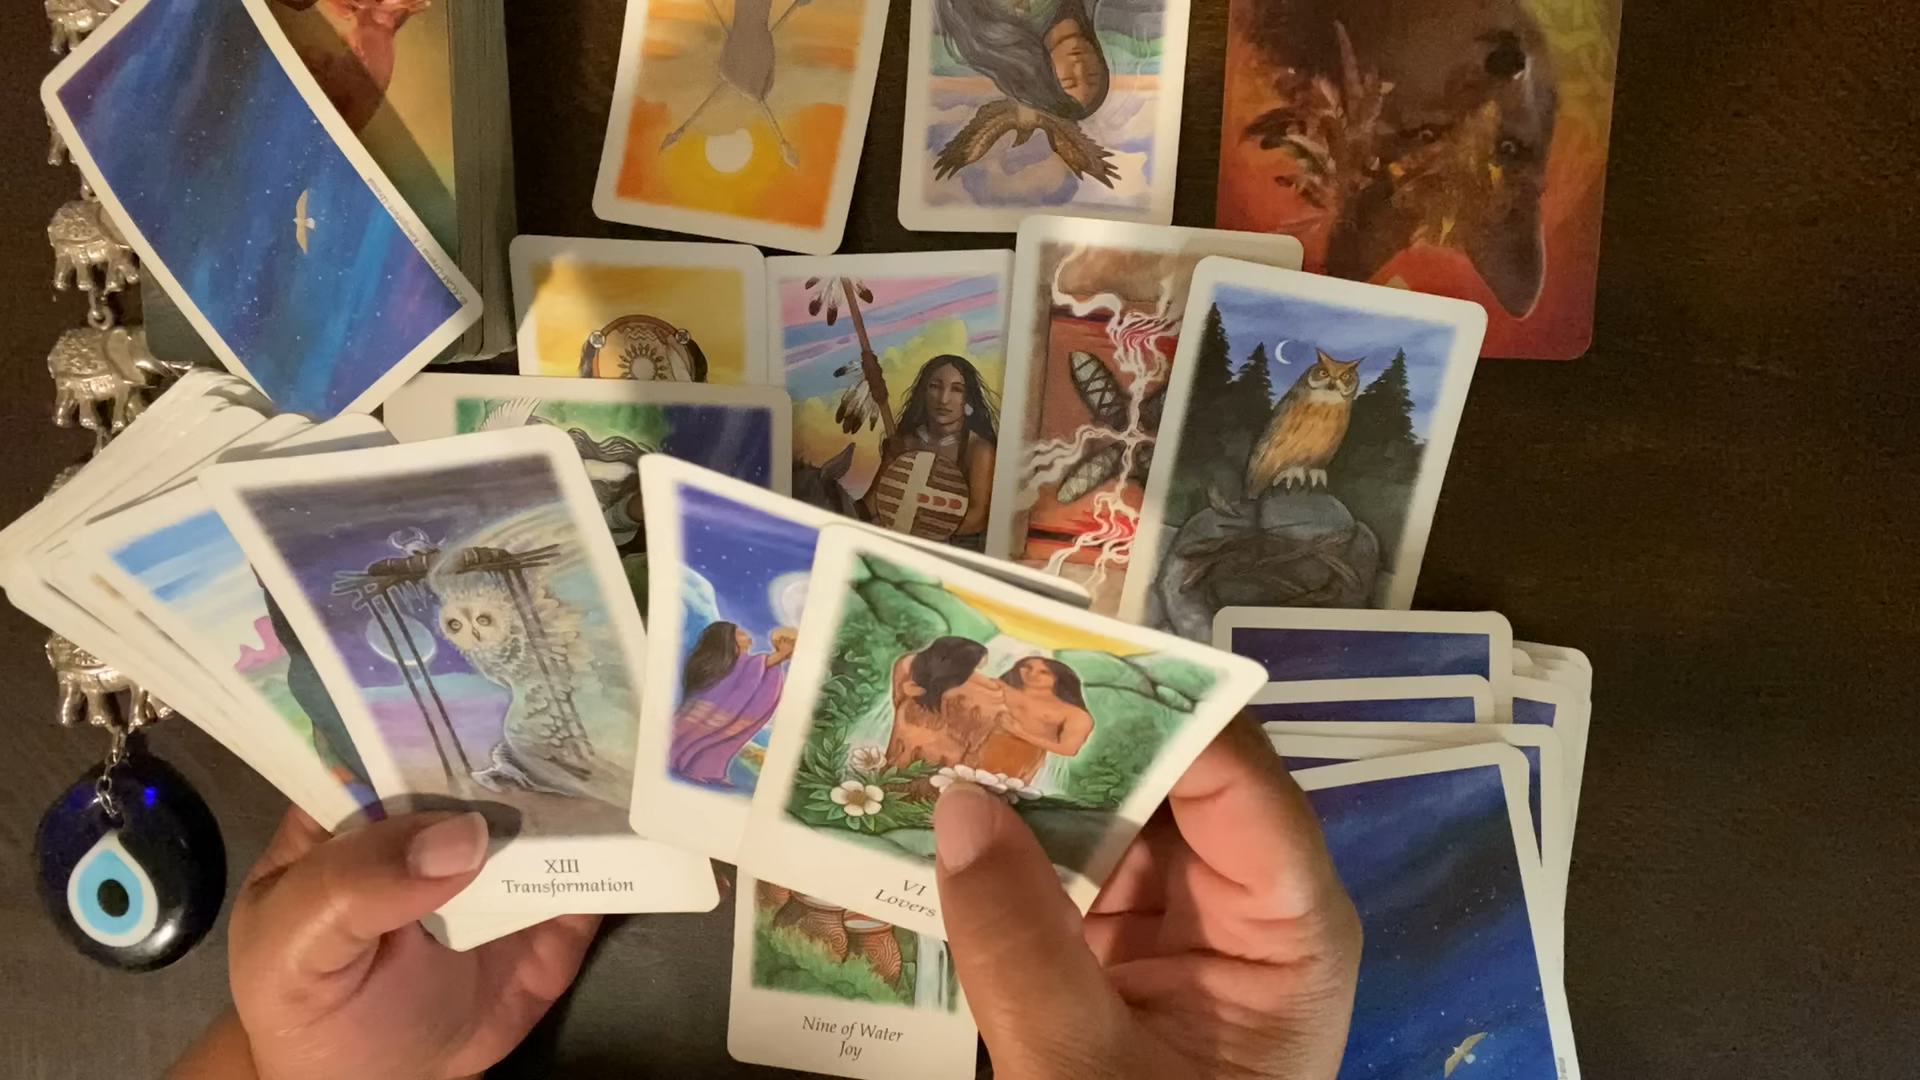 XIII
Transformation
VI
Lovers
Nine of Water
Joy